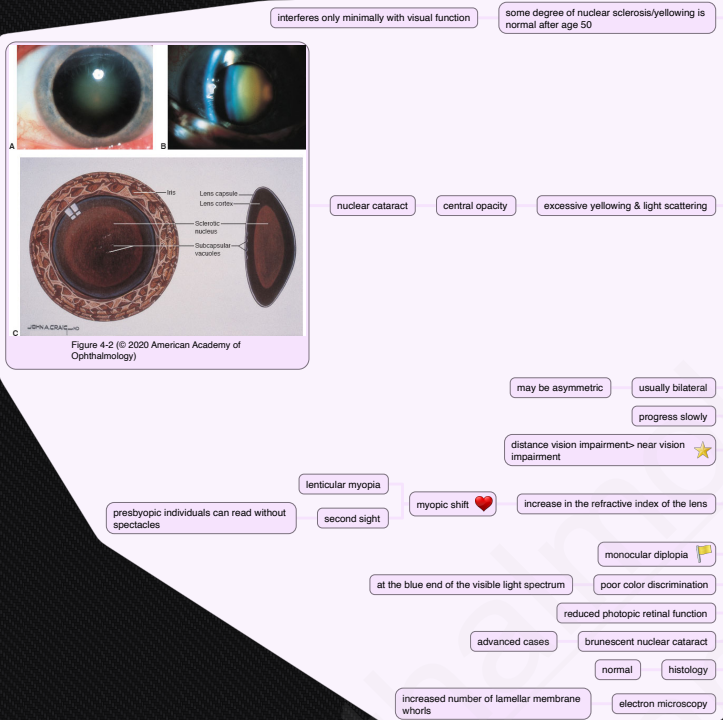 interferes only minimally with visual function
some degree of nuclear sclerosis/yellowing is
normal after age 50
A
B
Iris
Lens capsule
Lens cortex
Sclerotic
nucleus
Subcapsular
vacuoles
JOHN A. CRAIG
C
Figure 4-2 (© 2020 American Academy of
Ophthalmology)
nuclear cataract
central opacity
excessive yellowing & light scattering
may be asymmetric
usually bilateral
progress slowly
distance vision impairment> near vision
impairment
lenticular myopia
presbyopic individuals can read without
spectacles
second sight
myopic shift
increase in the refractive index of the lens
monocular diplopia
at the blue end of the visible light spectrum
poor color discrimination
reduced photopic retinal function
advanced cases
brunescent nuclear cataract
normal
histology
increased number of lamellar membrane
whorls
electron microscopy